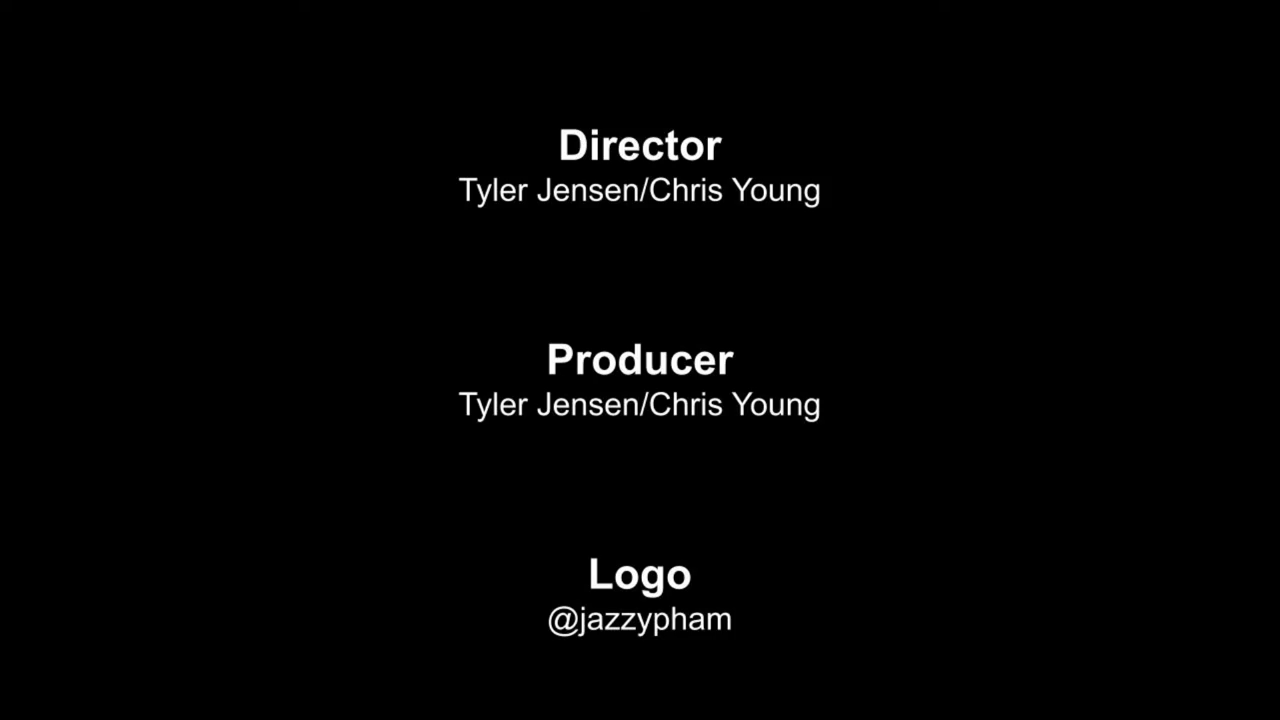 Director
Tyler Jensen/Chris Young
Producer
Tyler Jensen/Chris Young
Logo
@jazzypham